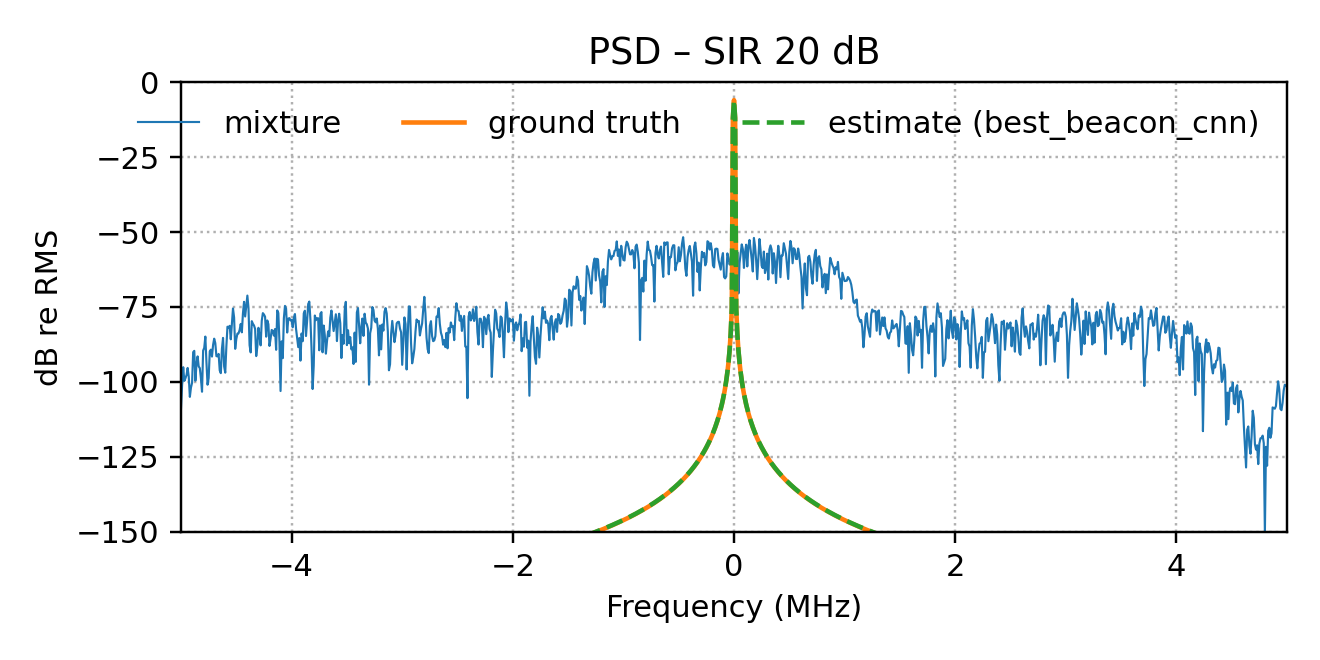 PSD – SIR 20 dB
mixture ground truth estimate (best_beacon_cnn)
dB re RMS
0
−25
−50
−75
−100
−125
−150
−4 −2 0 2 4
Frequency (MHz)